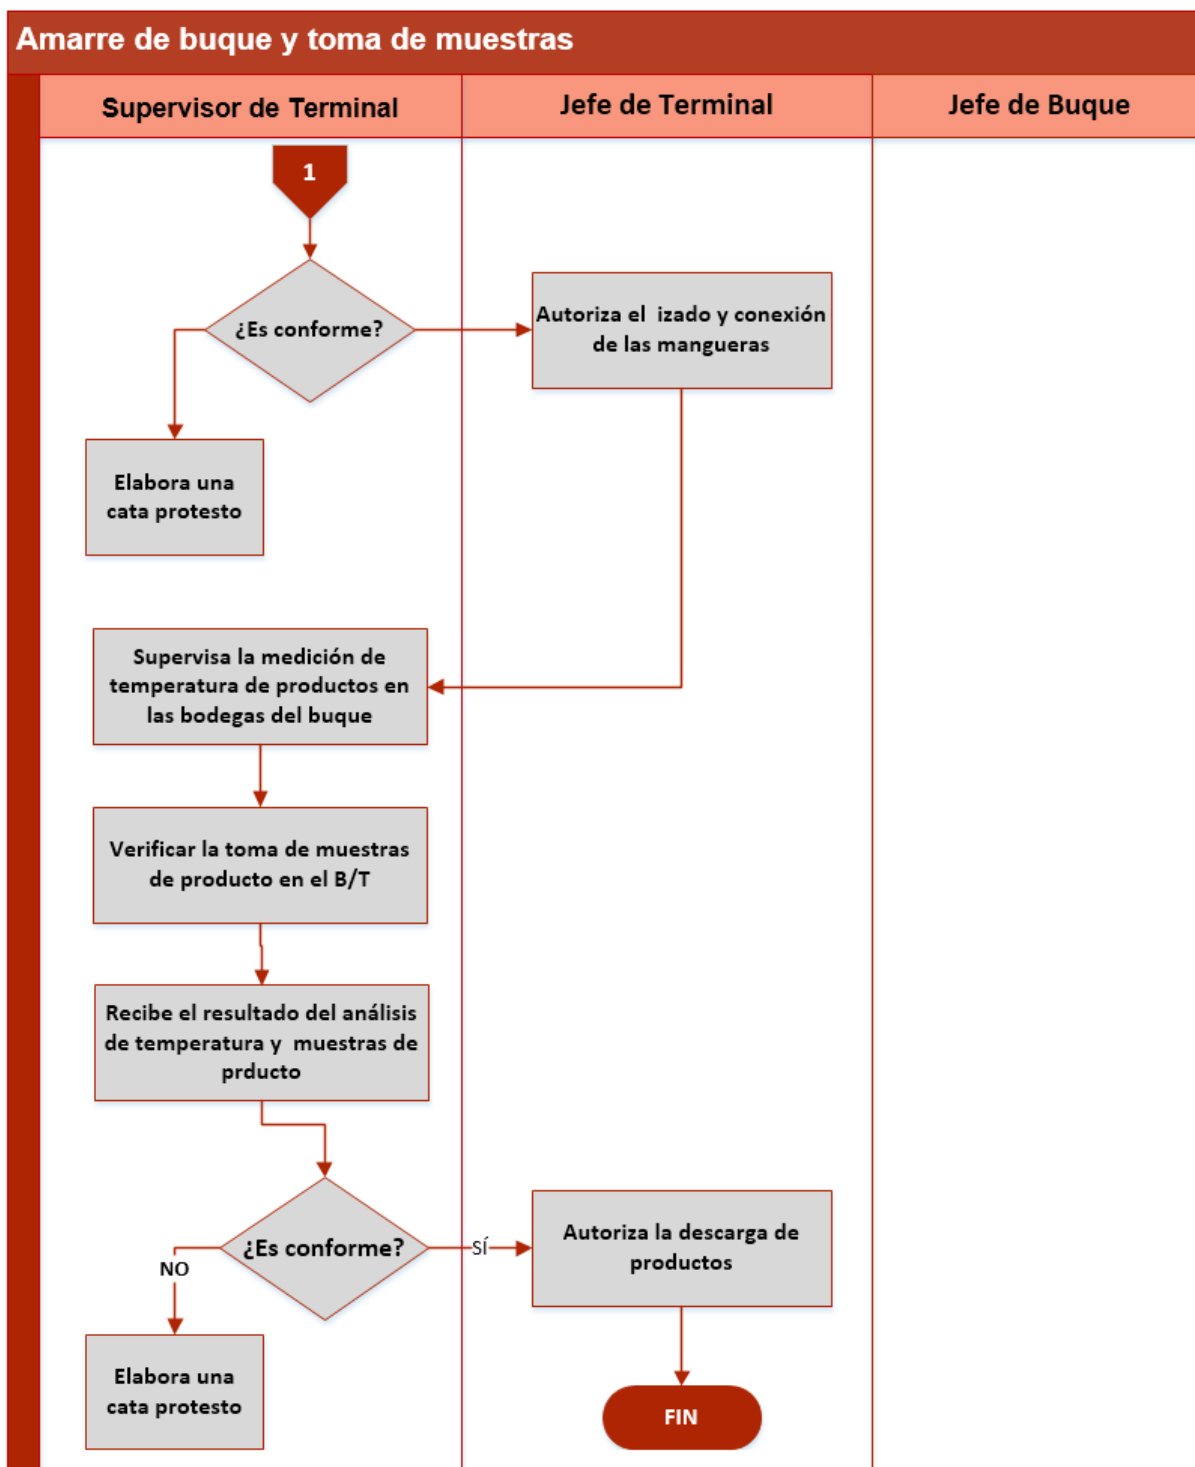 Amarre de buque y toma de muestras
Supervisor de Terminal
Jefe de Terminal
Jefe de Buque
1
¿Es conforme?
Autoriza el izado y conexión
de las mangueras
Elabora una
cata protesto
Supervisa la medición de
temperatura de productos en
las bodegas del buque
Verificar la toma de muestras
de producto en el B/T
Recibe el resultado del análisis
de temperatura y muestras de
prducto
¿Es conforme?
SÍ
Autoriza la descarga de
productos
NO
Elabora una
cata protesto
FIN